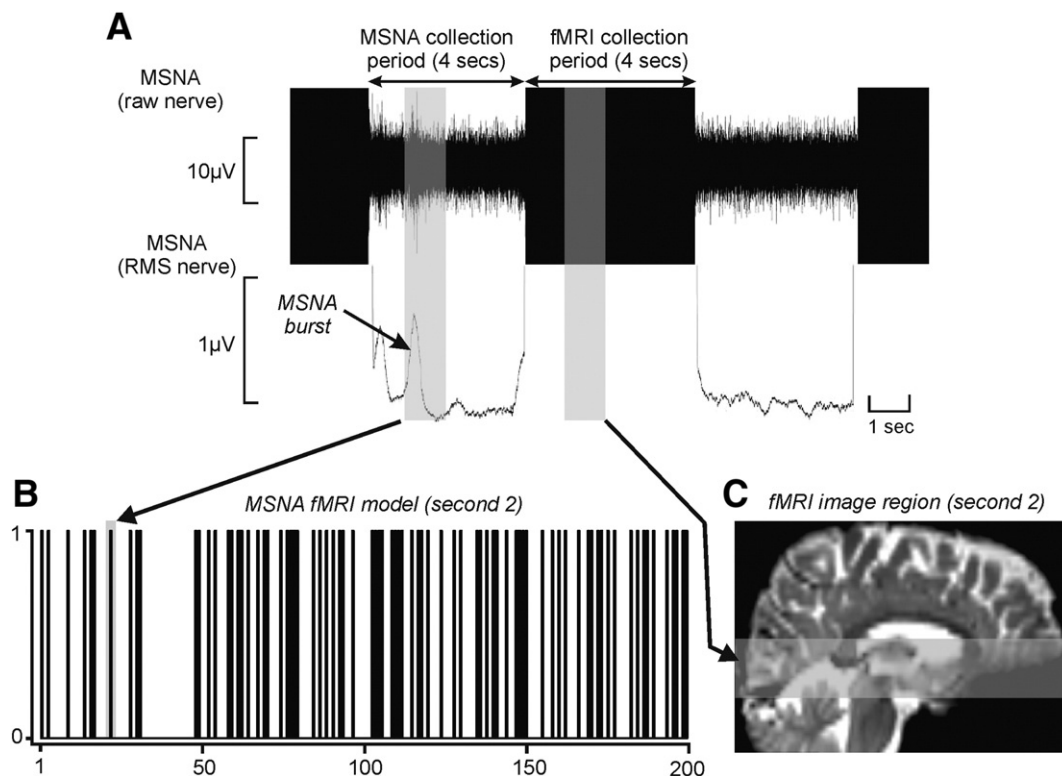 A
MSNA collection
period (4 secs)
fMRI collection
period (4 secs)
MSNA
(raw nerve)
10µV
MSNA
(RMS nerve)
MSNA
burst
1µV
1 sec
B
MSNA fMRI model (second 2)
1
0
1
50
100
150
200
C
fMRI image region (second 2)